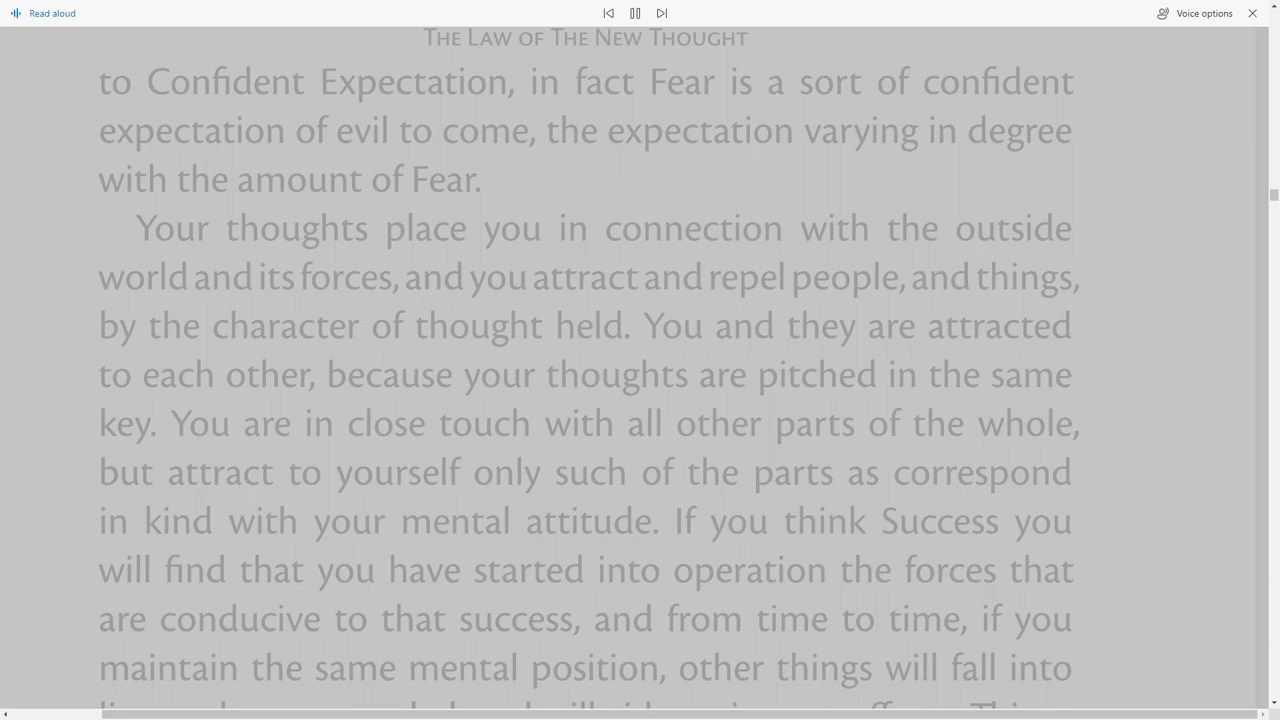 Read aloud
Voice options
The Law of The New Thought
to Confident Expectation, in fact Fear is a sort of confident
expectation of evil to come, the expectation varying in degree
with the amount of Fear.
Your thoughts place you in connection with the outside
world and its forces, and you attract and repel people, and things,
by the character of thought held. You and they are attracted
to each other, because your thoughts are pitched in the same
key. You are in close touch with all other parts of the whole,
but attract to yourself only such of the parts as correspond
in kind with your mental attitude. If you think Success you
will find that you have started into operation the forces that
are conducive to that success, and from time to time, if you
maintain the same mental position, other things will fall into